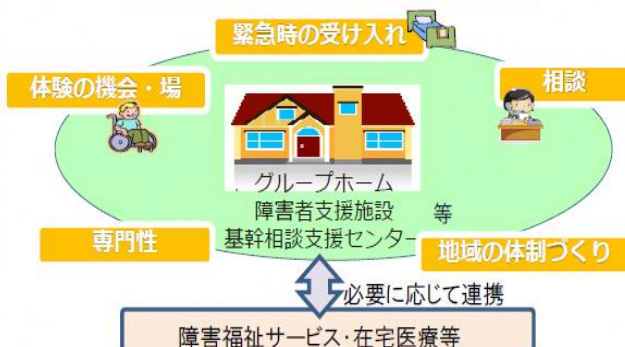 緊急時の受け入れ
体験の機会・場
相談
グループホーム
障害者支援施設 等
基幹相談支援センター
専門性
地域の体制づくり
必要に応じて連携
障害福祉サービス・在宅医療等